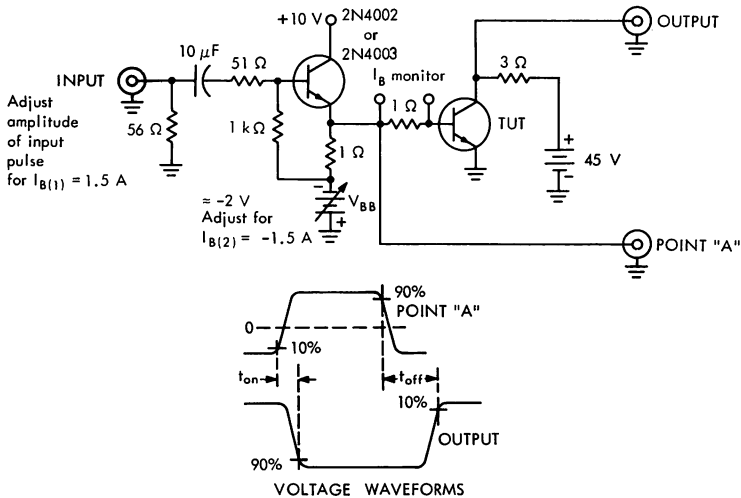 +10 V
2N4002
or
2N4003
OUTPUT
10 μF
51 Ω
3 Ω
INPUT
I_B monitor
1 Ω
TUT
Adjust
amplitude
of input
pulse
for I_B(1) = 1.5 A
56 Ω
1 kΩ
1 Ω
+
45 V
−
≈ -2 V
Adjust for
I_B(2) = -1.5 A
−
V_BB
+
POINT "A"
90%
POINT "A"
0
10%
t_on
t_off
10%
OUTPUT
90%
VOLTAGE WAVEFORMS